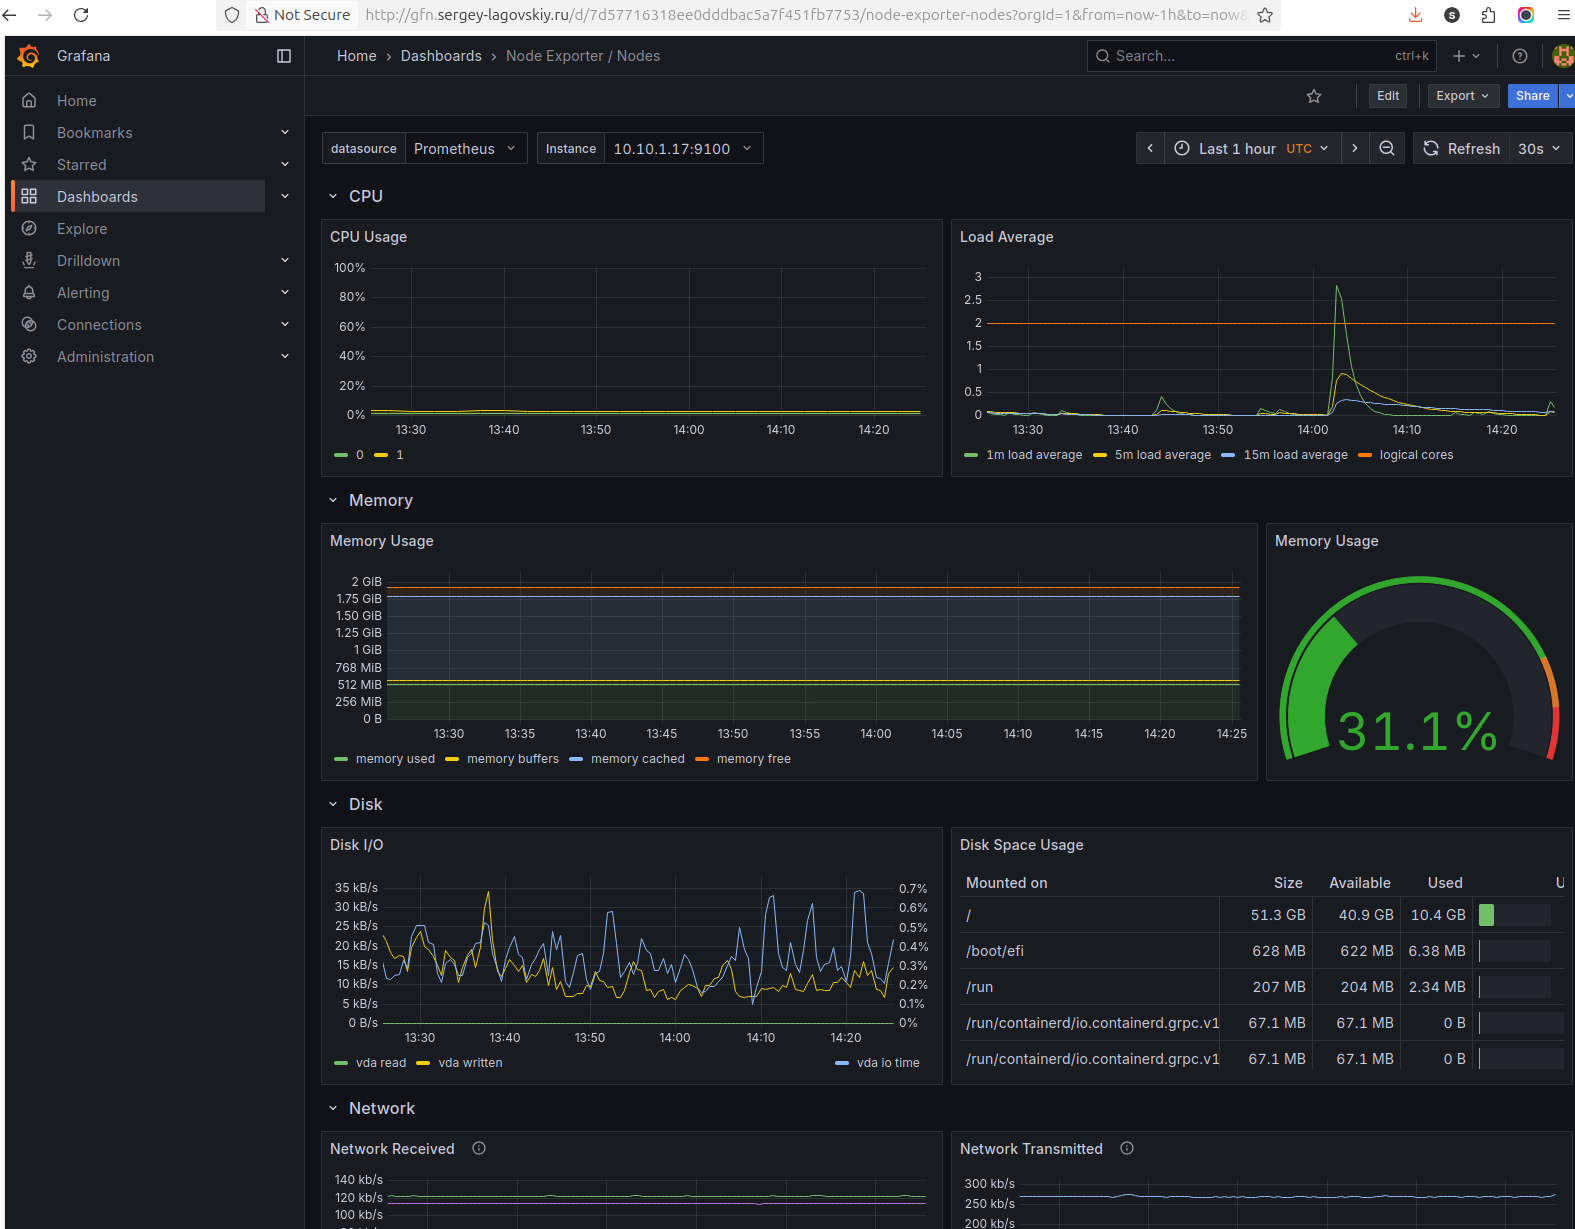 Not Secure http://gfn.sergey-lagovskiy.ru/d/7d57716318ee0dddbac5a7f451fb7753/node-exporter-nodes?orgId=1&from=now-1h&to=now&
S
Grafana
Home › Dashboards › Node Exporter / Nodes
Search... ctrl+k
Home
Bookmarks
Starred
Dashboards
Explore
Drilldown
Alerting
Connections
Administration
Edit Export Share
datasource Prometheus Instance 10.10.1.17:9100
Last 1 hour UTC Refresh 30s
CPU
CPU Usage
100%
80%
60%
40%
20%
0%
13:30 13:40 13:50 14:00 14:10 14:20
0 1
Load Average
3
2.5
2
1.5
1
0.5
0
13:30 13:40 13:50 14:00 14:10 14:20
1m load average 5m load average 15m load average logical cores
Memory
Memory Usage
2 GiB
1.75 GiB
1.50 GiB
1.25 GiB
1 GiB
768 MiB
512 MiB
256 MiB
0 B
13:30 13:35 13:40 13:45 13:50 13:55 14:00 14:05 14:10 14:15 14:20 14:25
memory used memory buffers memory cached memory free
Memory Usage
31.1%
Disk
Disk I/O
35 kB/s 0.7%
30 kB/s 0.6%
25 kB/s 0.5%
20 kB/s 0.4%
15 kB/s 0.3%
10 kB/s 0.2%
5 kB/s 0.1%
0 B/s 0%
13:30 13:40 13:50 14:00 14:10 14:20
vda read vda written vda io time
Disk Space Usage
Mounted on Size Available Used U
/ 51.3 GB 40.9 GB 10.4 GB
/boot/efi 628 MB 622 MB 6.38 MB
/run 207 MB 204 MB 2.34 MB
/run/containerd/io.containerd.grpc.v1 67.1 MB 67.1 MB 0 B
/run/containerd/io.containerd.grpc.v1 67.1 MB 67.1 MB 0 B
Network
Network Received
140 kb/s
120 kb/s
100 kb/s
Network Transmitted
300 kb/s
250 kb/s
200 kb/s